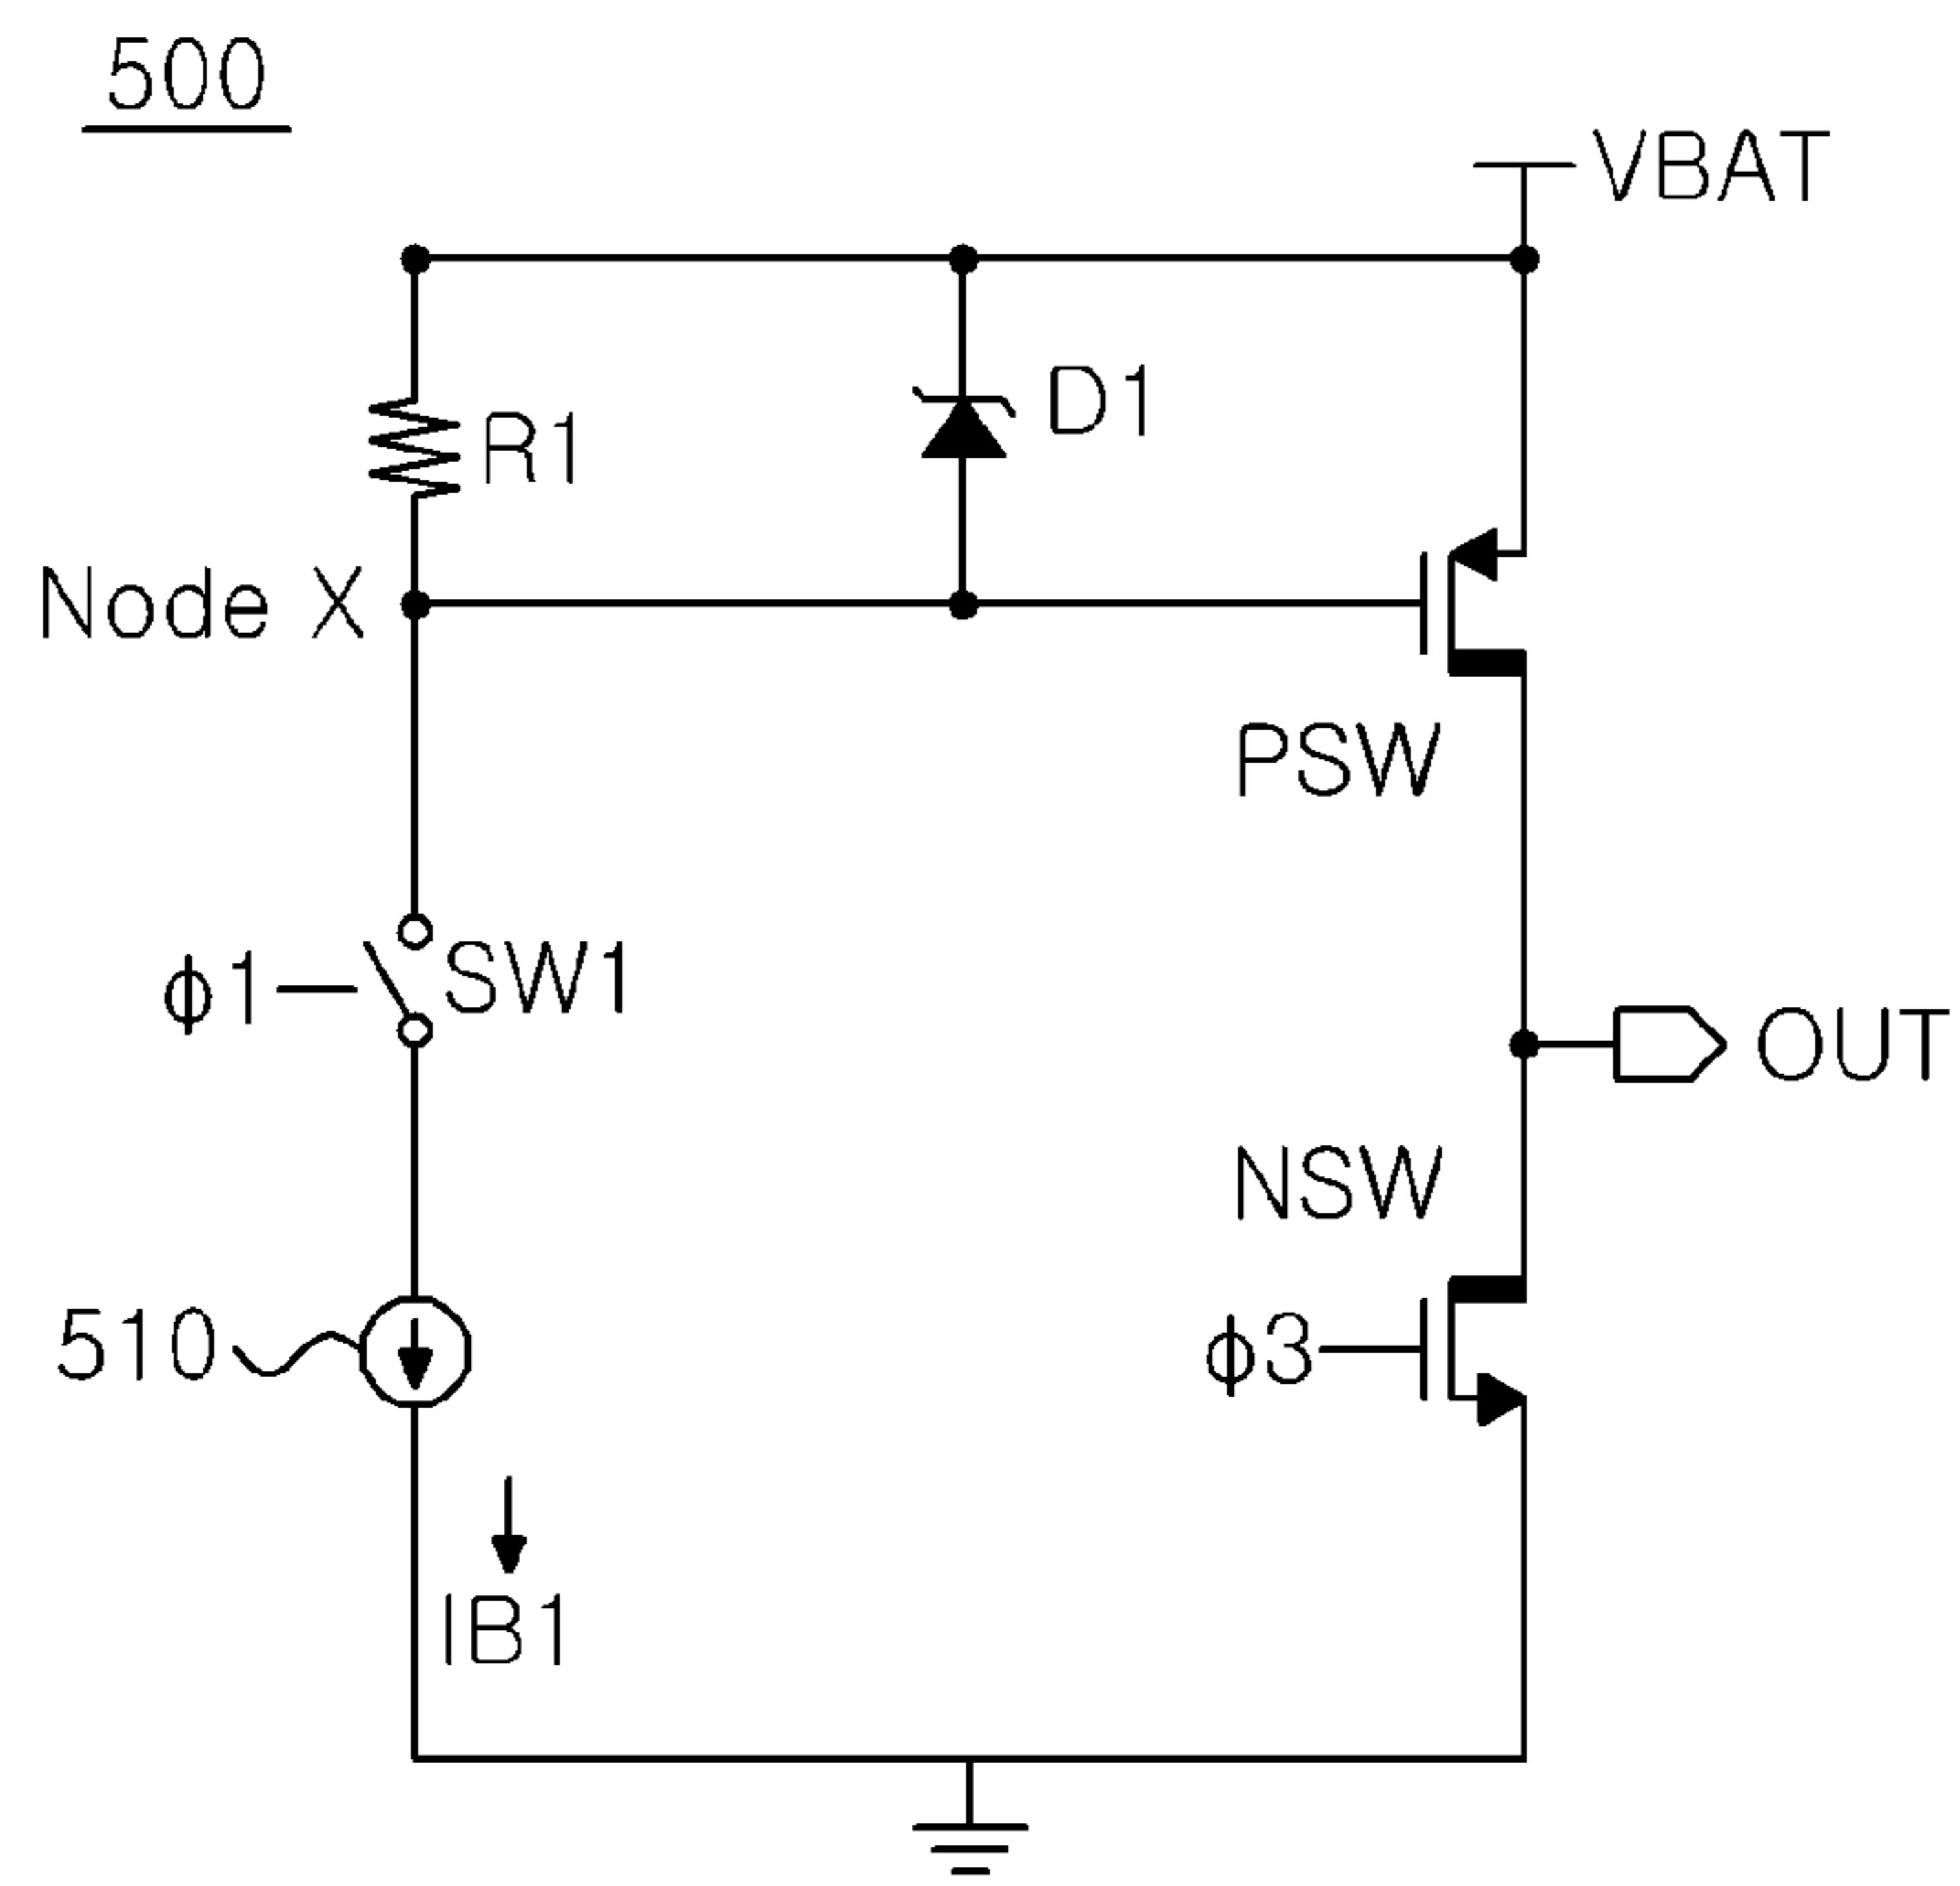 500
VBAT
D1
R1
Node X
PSW
ϕ1
SW1
OUT
NSW
510
ϕ3
IB1